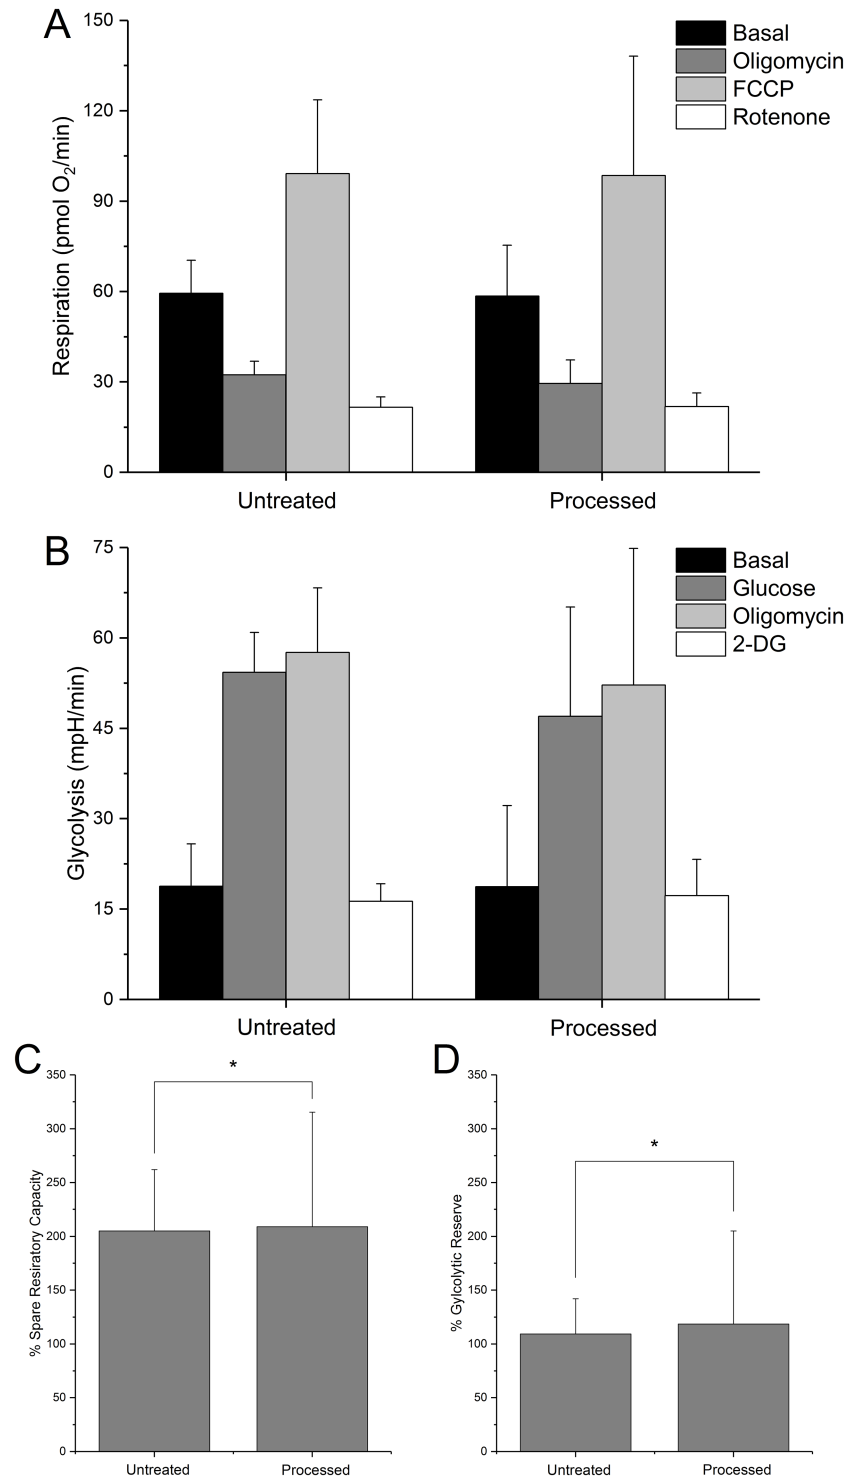 A
150
120
90
60
30
0
Respiration (pmol O2/min)
Basal
Oligomycin
FCCP
Rotenone
Untreated Processed
B
75
60
45
30
15
0
Glycolysis (mpH/min)
Basal
Glucose
Oligomycin
2-DG
Untreated Processed
C
350
300
250
200
150
100
50
0
% Spare Resiratory Capacity
*
Untreated Processed
D
350
300
250
200
150
100
50
0
% Gylcolytic Reserve
*
Untreated Processed